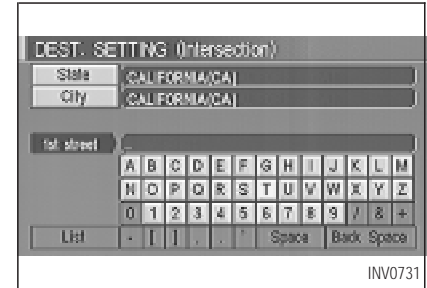 DEST. SETTING (Intersection)
State CALIFORNIA(CA)
City CALIFORNIA(CA)
1st street _
A B C D E F G H I J K L M
N O P Q R S T U V W X Y Z
0 1 2 3 4 5 6 7 8 9 / & +
List - [ ] , . ' Space Back Space
INV0731